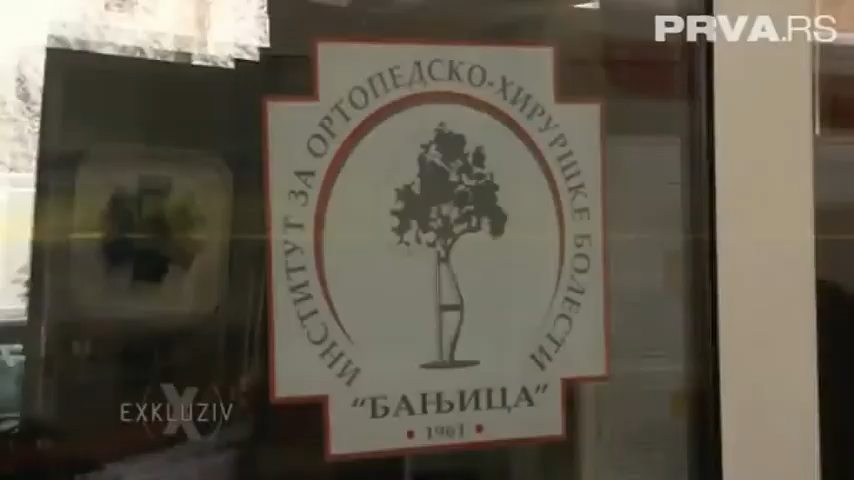 PRVA.RS
ИНСТИТУТ ЗА ОРТОПЕДСКО-ХИРУРШКЕ БОЛЕСТИ
"БАЊИЦА"
• 1961 •
EXKLUZIV
X